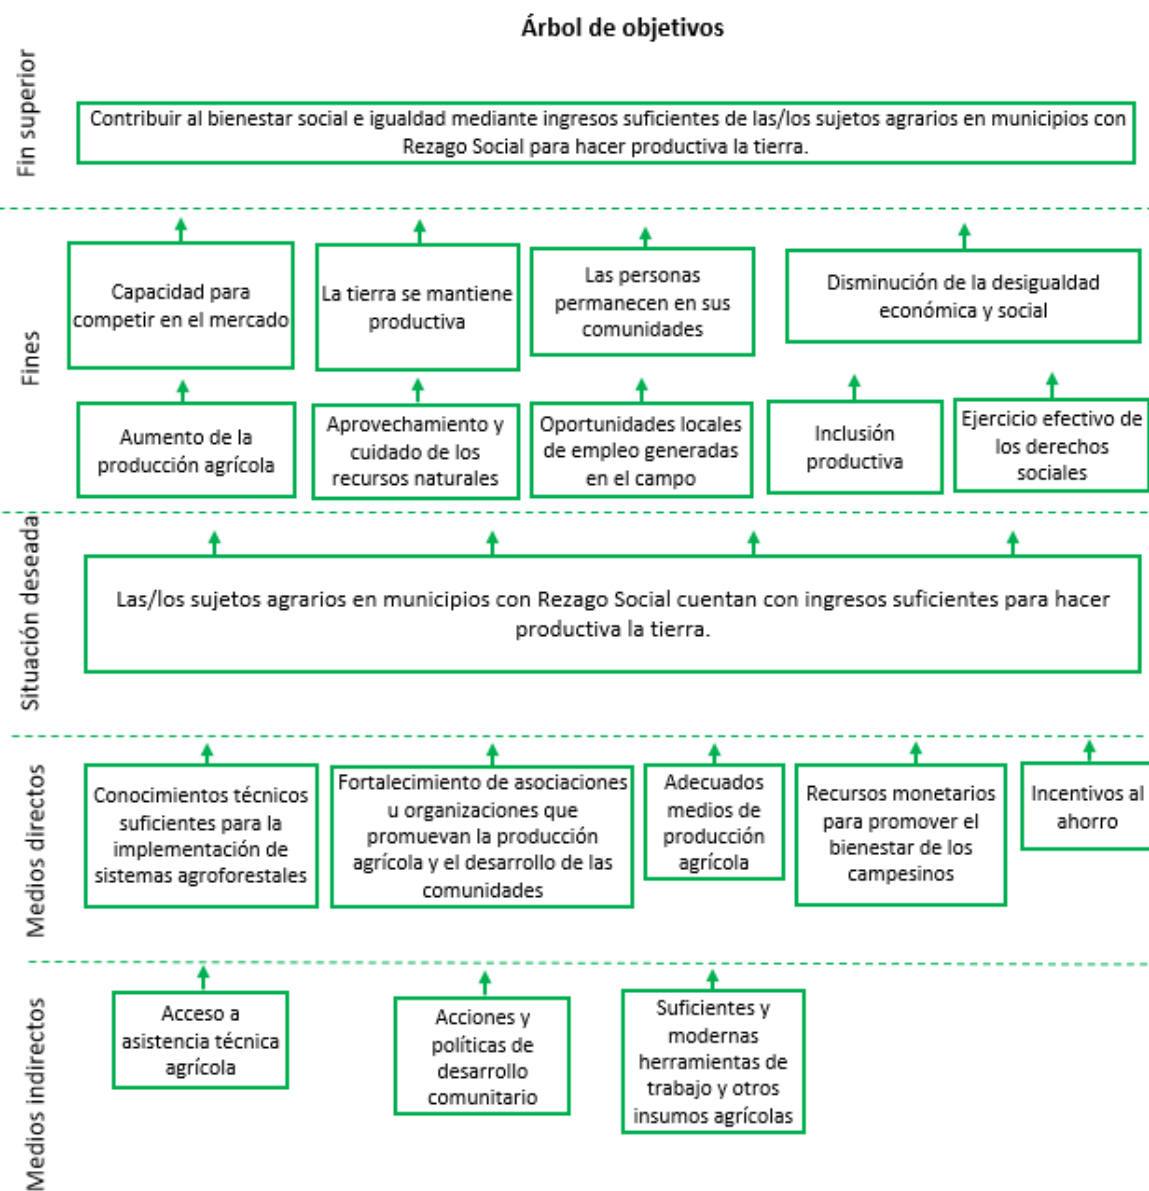 Árbol de objetivos
Fin superior
Contribuir al bienestar social e igualdad mediante ingresos suficientes de las/los sujetos agrarios en municipios con
Rezago Social para hacer productiva la tierra.
Fines
Capacidad para
competir en el mercado
La tierra se mantiene
productiva
Las personas
permanecen en sus
comunidades
Disminución de la desigualdad
económica y social
Aumento de la
producción agrícola
Aprovechamiento y
cuidado de los
recursos naturales
Oportunidades locales
de empleo generadas
en el campo
Inclusión
productiva
Ejercicio efectivo de
los derechos
sociales
Situación deseada
Las/los sujetos agrarios en municipios con Rezago Social cuentan con ingresos suficientes para hacer
productiva la tierra.
Medios directos
Conocimientos técnicos
suficientes para la
implementación de
sistemas agroforestales
Fortalecimiento de asociaciones
u organizaciones que
promuevan la producción
agrícola y el desarrollo de las
comunidades
Adecuados
medios de
producción
agrícola
Recursos monetarios
para promover el
bienestar de los
campesinos
Incentivos al
ahorro
Medios indirectos
Acceso a
asistencia técnica
agrícola
Acciones y
políticas de
desarrollo
comunitario
Suficientes y
modernas
herramientas de
trabajo y otros
insumos agrícolas